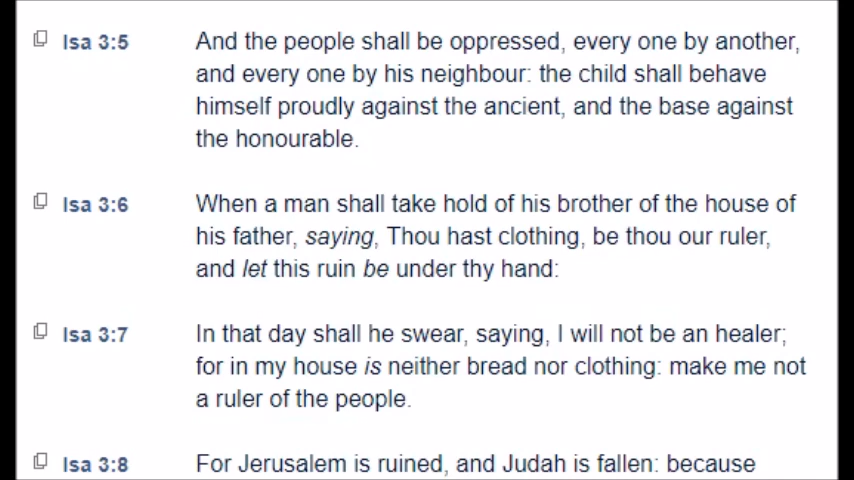 Isa 3:5 And the people shall be oppressed, every one by another,
and every one by his neighbour: the child shall behave
himself proudly against the ancient, and the base against
the honourable.
Isa 3:6 When a man shall take hold of his brother of the house of
his father, saying, Thou hast clothing, be thou our ruler,
and let this ruin be under thy hand:
Isa 3:7 In that day shall he swear, saying, I will not be an healer;
for in my house is neither bread nor clothing: make me not
a ruler of the people.
Isa 3:8 For Jerusalem is ruined, and Judah is fallen: because